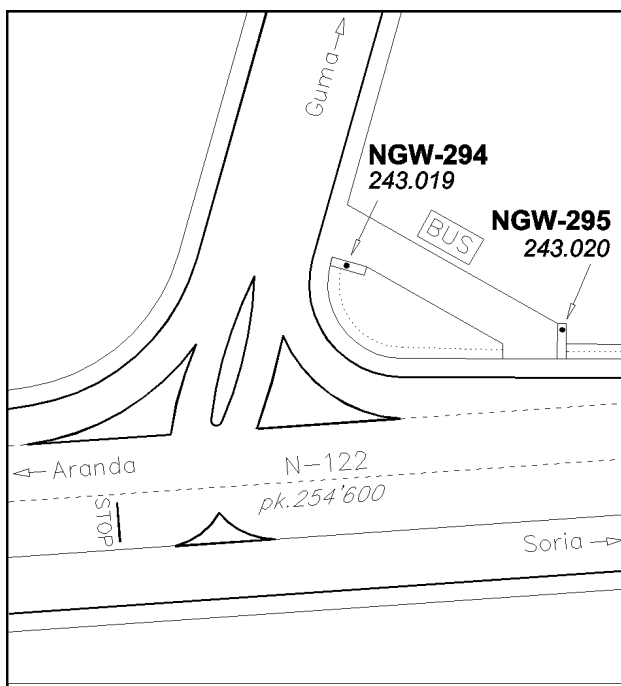 Guma
NGW-294
243.019
BUS
NGW-295
243.020
Aranda
N-122
pk.254'600
STOP
Soria